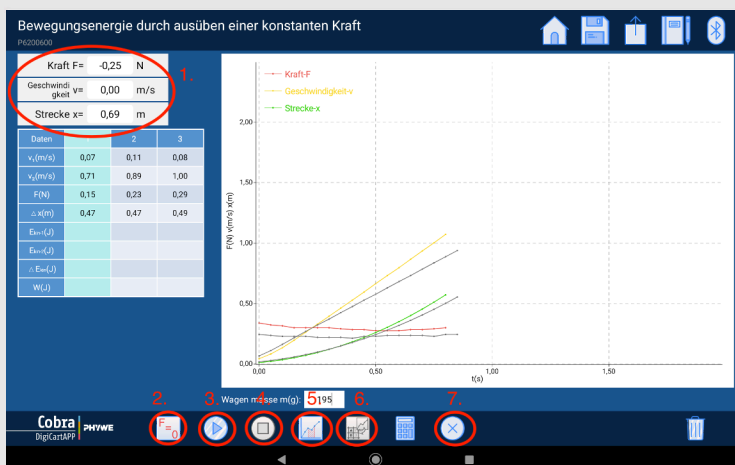 Bewegungsenergie durch ausüben einer konstanten Kraft
P6200600
Kraft F= -0,25 N
Geschwindi
gkeit v= 0,00 m/s
Strecke x= 0,69 m
1.
Daten 1 2 3
v₁(m/s) 0,07 0,11 0,08
v₂(m/s) 0,71 0,89 1,00
F(N) 0,15 0,23 0,29
△x(m) 0,47 0,47 0,49
Ekin1(J)
Ekin2(J)
△Ekin(J)
W(J)
Kraft-F
Geschwindigkeit-v
Strecke-x
2,00
1,50
1,00
0,50
0,00
F(N) v(m/s) x(m)
0,00 0,50 1,00 1,50
t(s)
Wagen masse m(g): 195
2. 3. 4. 5. 6. 7.
Cobra
DigiCartAPP
PHYWE
F=0